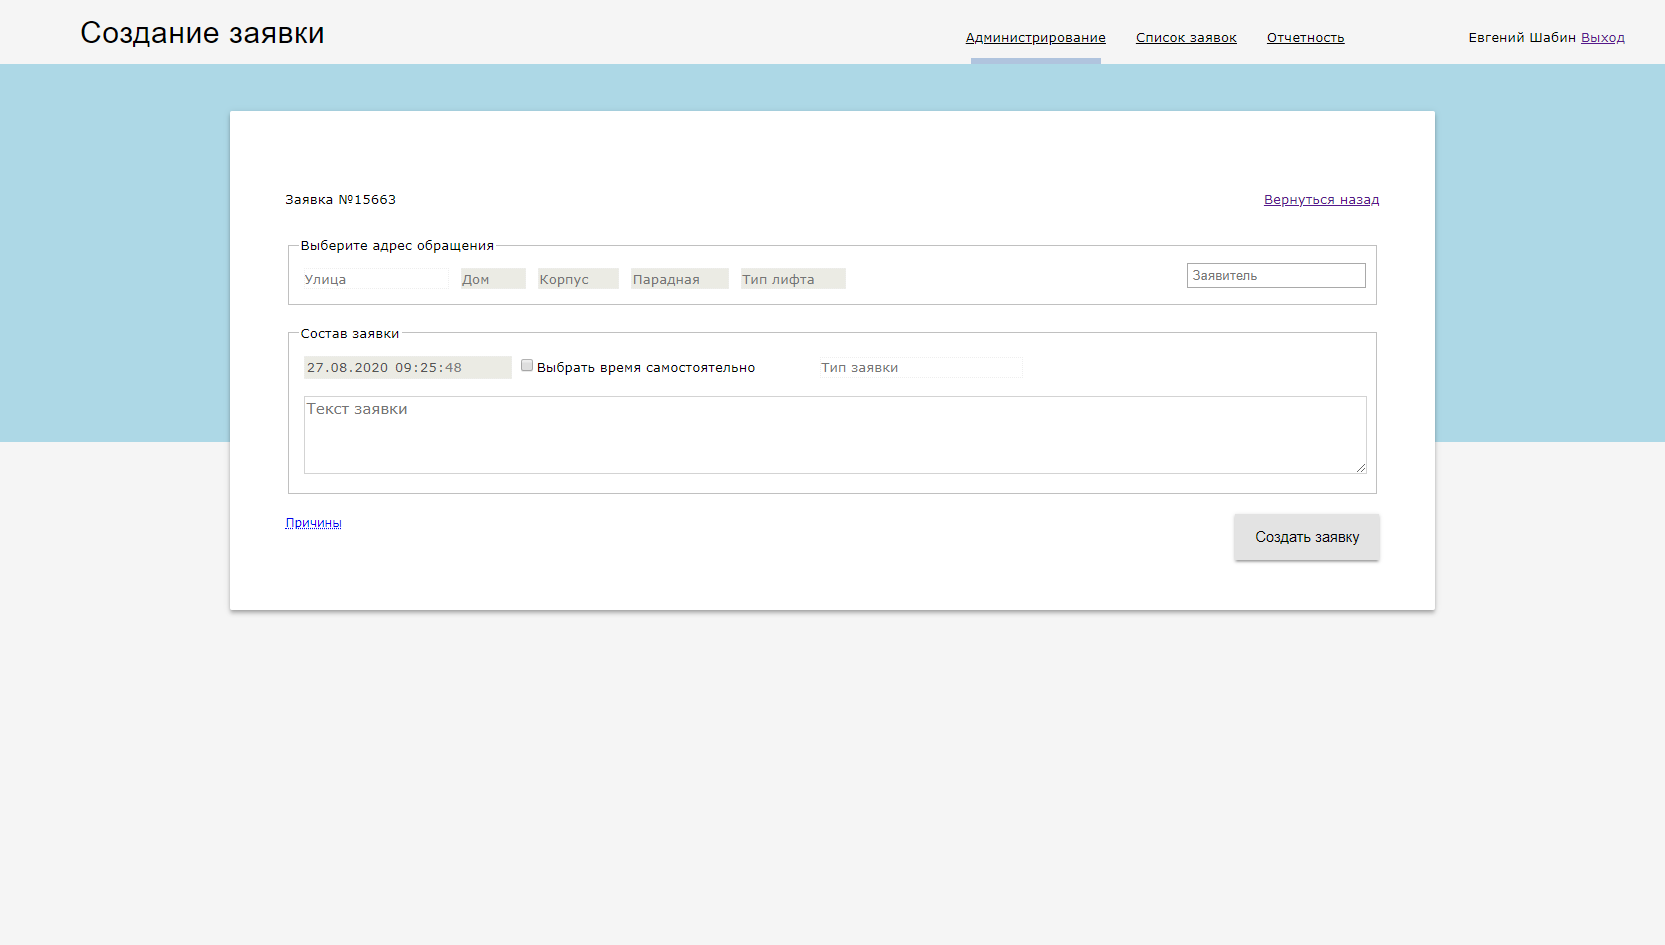 Создание заявки
Администрирование Список заявок Отчетность Евгений Шабин Выход
Заявка №15663 Вернуться назад
Выберите адрес обращения
Улица Дом Корпус Парадная Тип лифта Заявитель
Состав заявки
27.08.2020 09:25:48 Выбрать время самостоятельно Тип заявки
Текст заявки
Причины Создать заявку